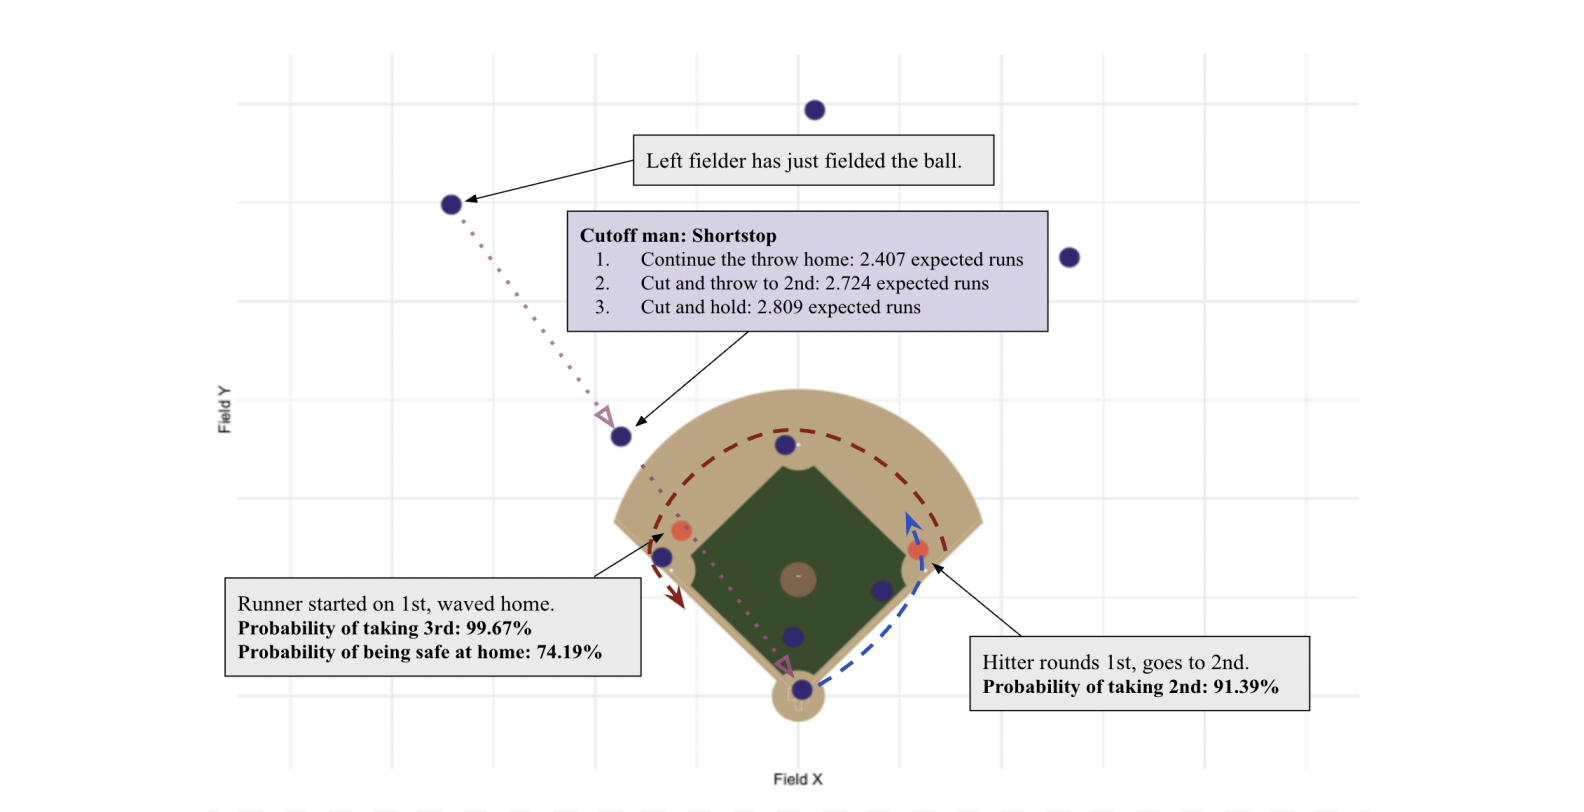 Left fielder has just fielded the ball.
Cutoff man: Shortstop
1. Continue the throw home: 2.407 expected runs
2. Cut and throw to 2nd: 2.724 expected runs
3. Cut and hold: 2.809 expected runs
Field Y
Runner started on 1st, waved home.
Probability of taking 3rd: 99.67%
Probability of being safe at home: 74.19%
Hitter rounds 1st, goes to 2nd.
Probability of taking 2nd: 91.39%
Field X